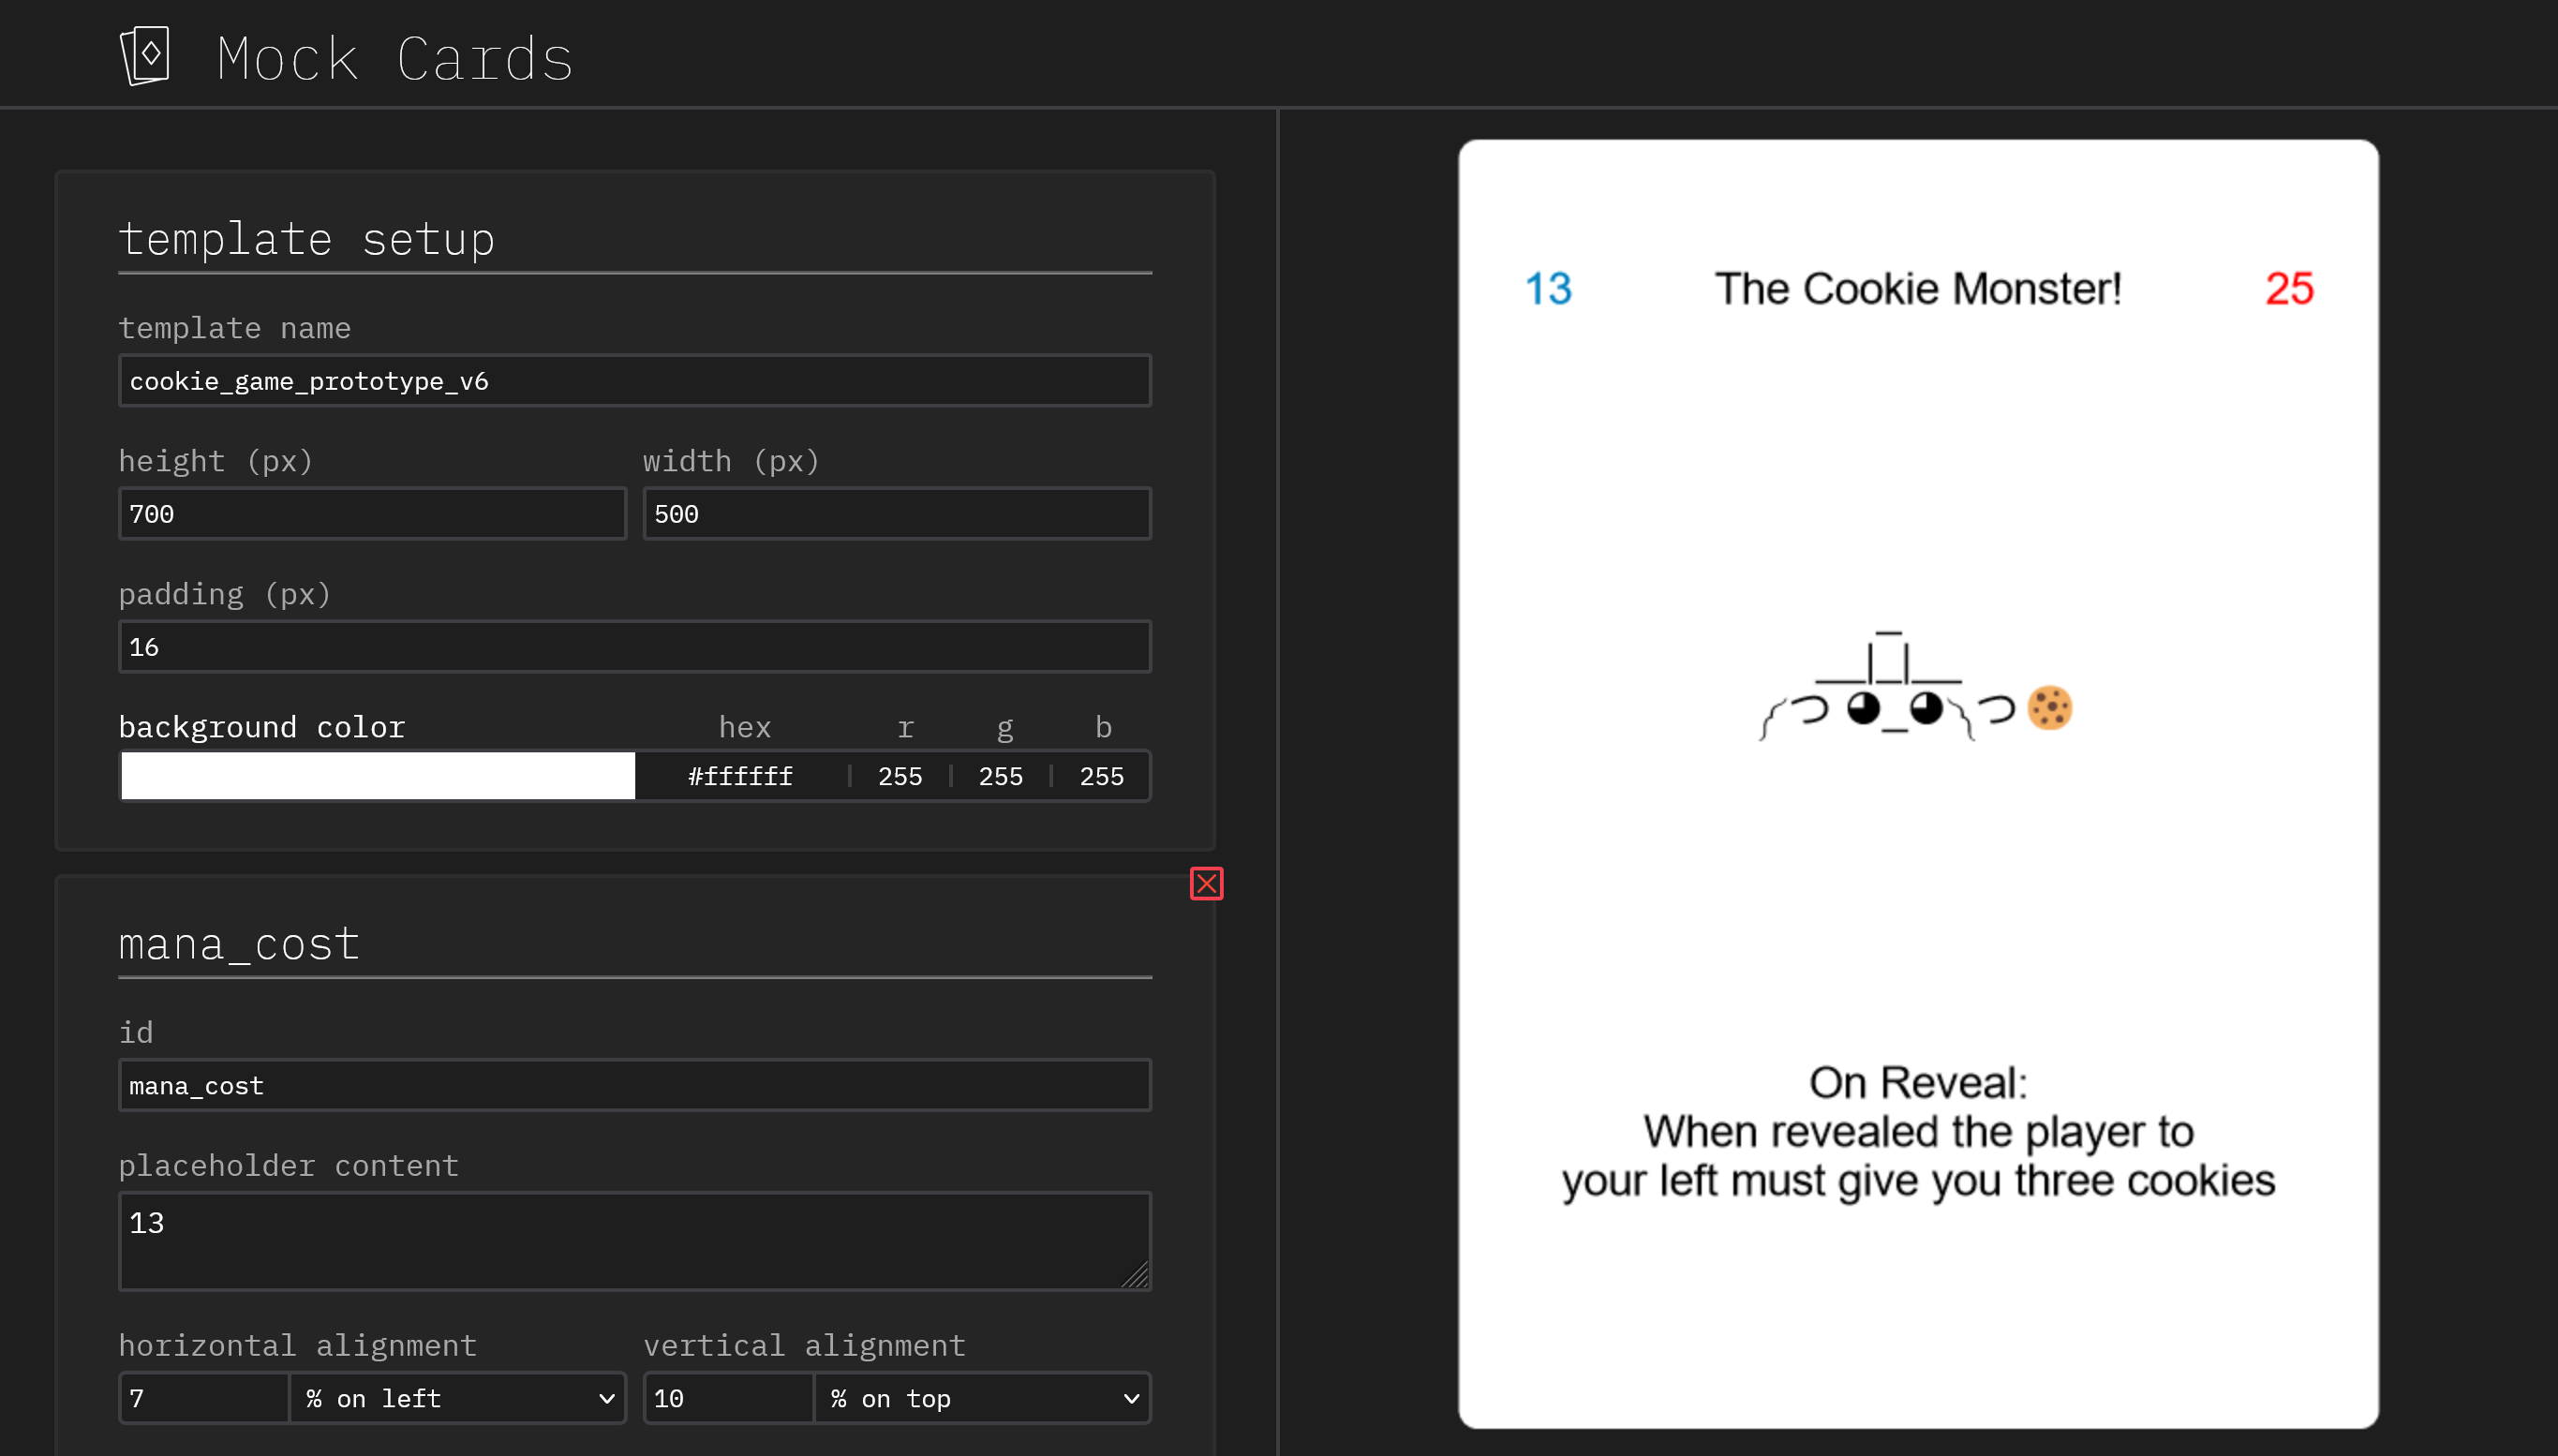 Mock Cards
template setup
template name
cookie_game_prototype_v6
height (px) width (px)
700 500
padding (px)
16
background color hex r g b
#ffffff | 255 | 255 | 255
mana_cost
id
mana_cost
placeholder content
13
horizontal alignment vertical alignment
7 % on left 10 % on top
13 The Cookie Monster! 25
On Reveal:
When revealed the player to
your left must give you three cookies